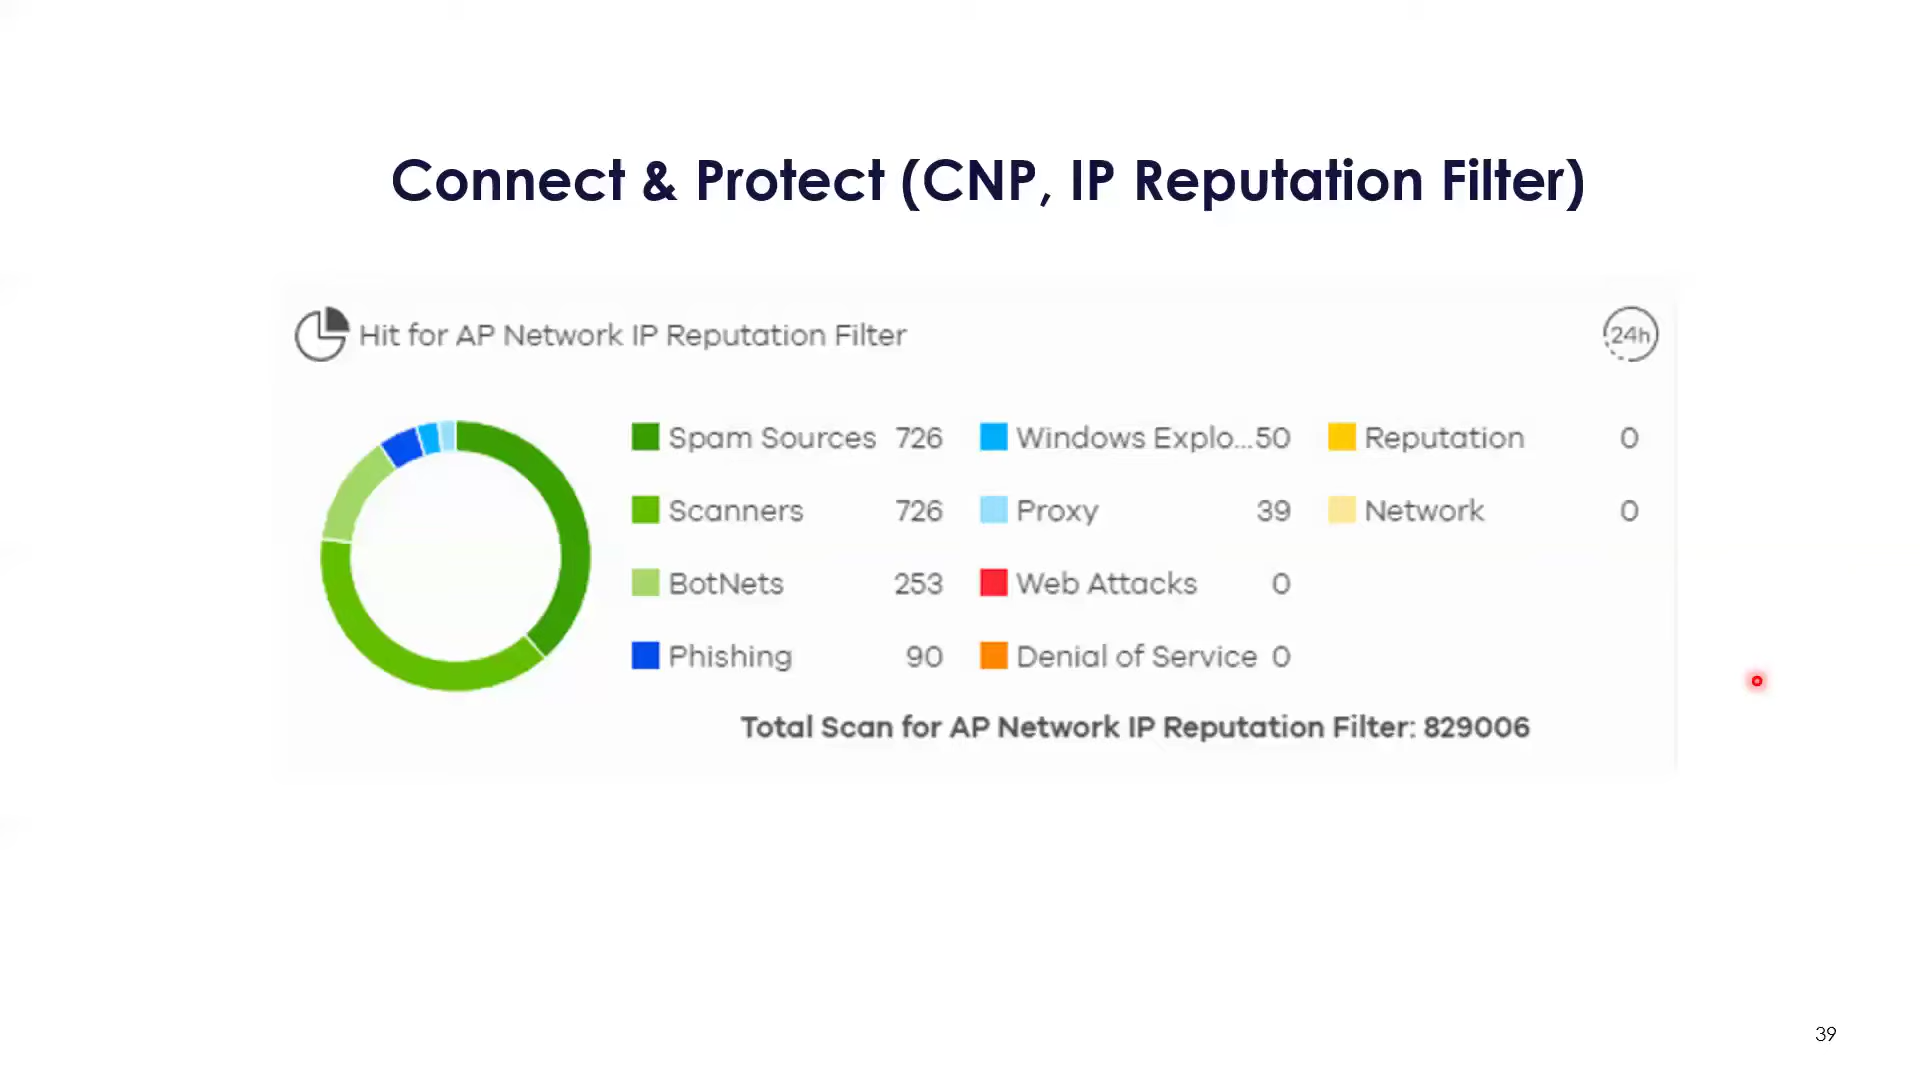 Connect & Protect (CNP, IP Reputation Filter)
Hit for AP Network IP Reputation Filter
24h
Spam Sources 726 Windows Explo...50 Reputation 0
Scanners 726 Proxy 39 Network 0
BotNets 253 Web Attacks 0
Phishing 90 Denial of Service 0
Total Scan for AP Network IP Reputation Filter: 829006
39